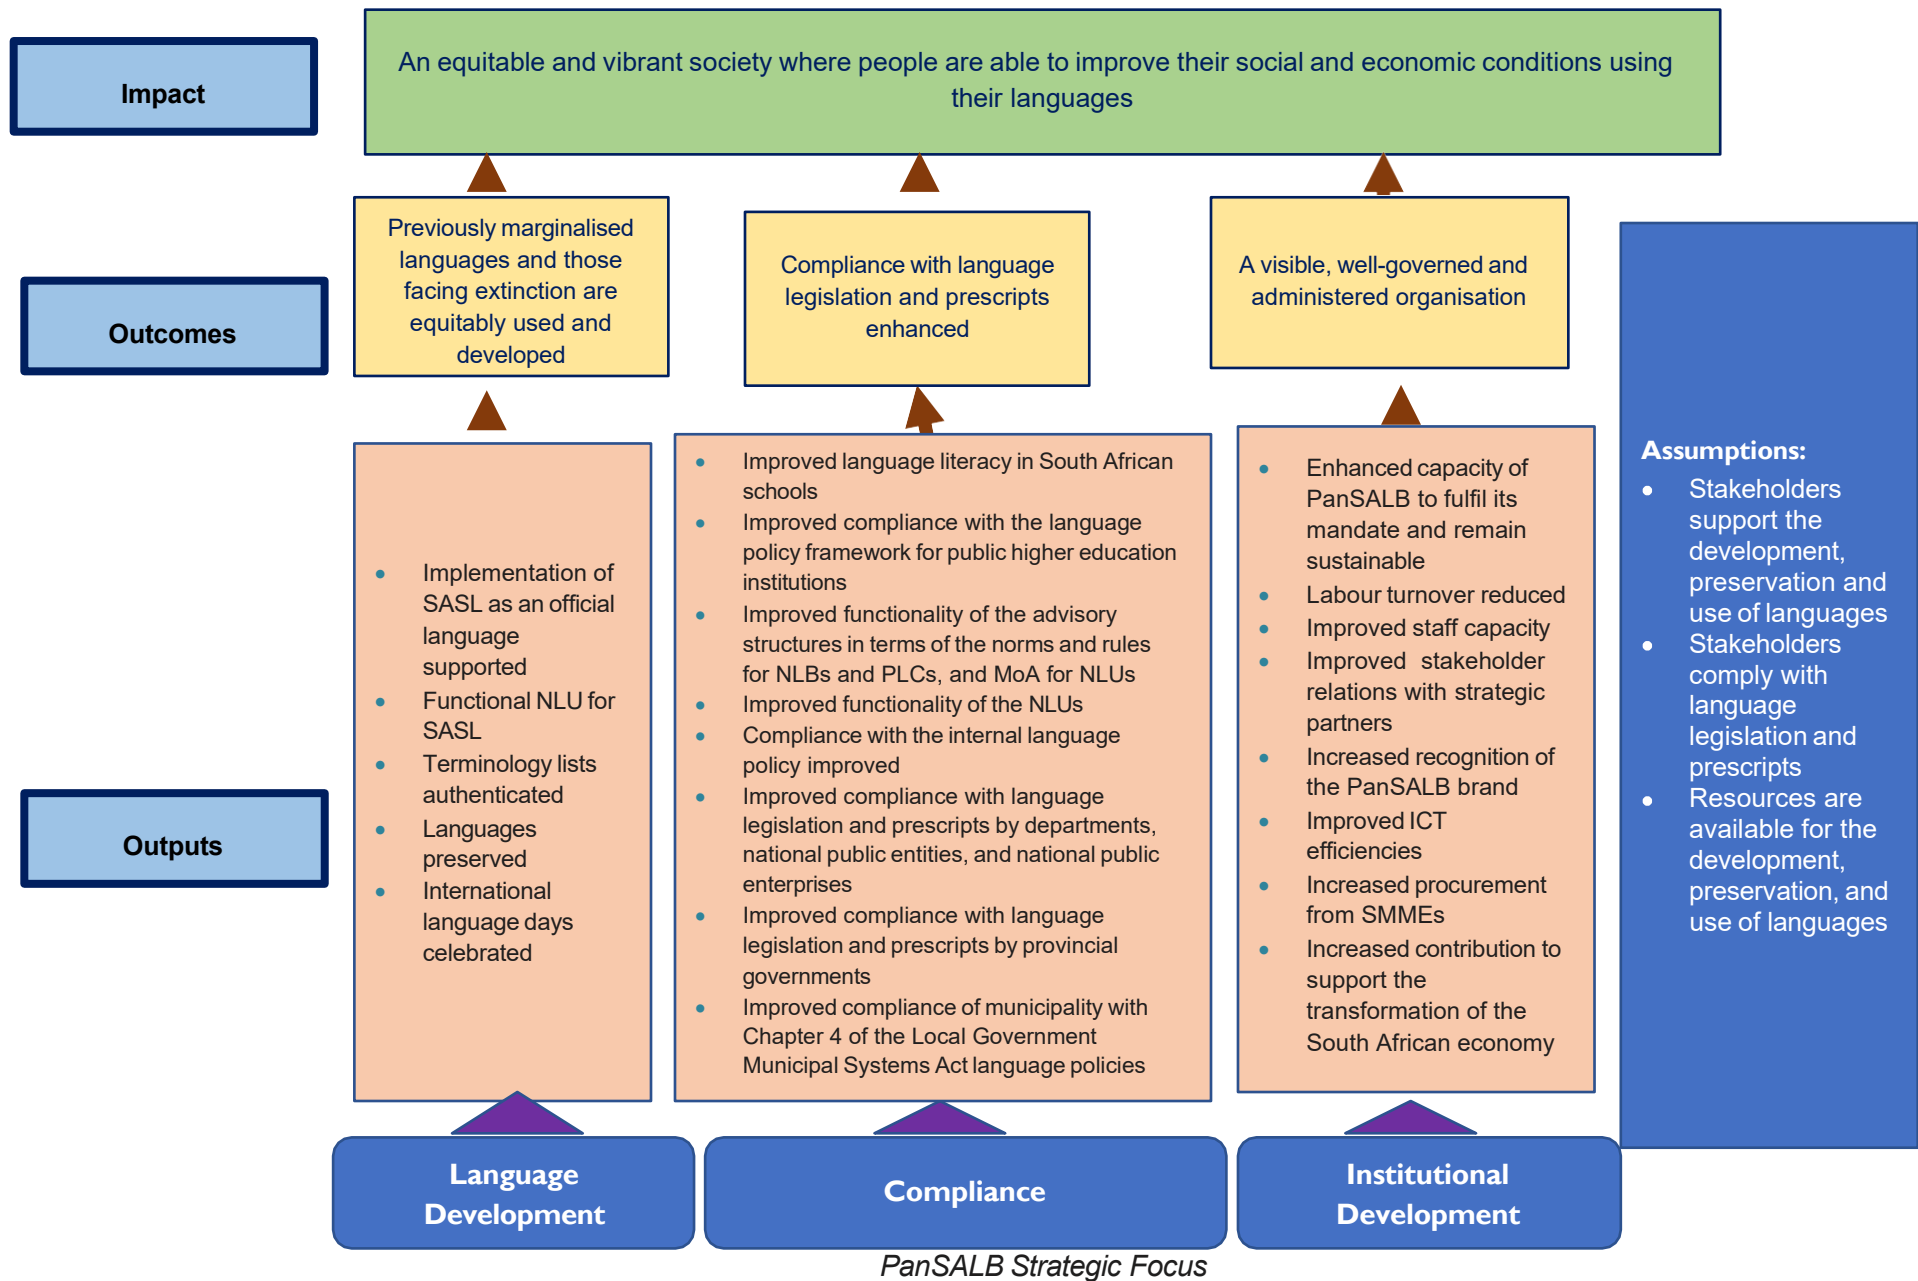 Impact
An equitable and vibrant society where people are able to improve their social and economic conditions using
their languages
Outcomes
Previously marginalised
languages and those
facing extinction are
equitably used and
developed
Compliance with language
legislation and prescripts
enhanced
A visible, well-governed and
administered organisation
Outputs
• Implementation of
SASL as an official
language
supported
• Functional NLU for
SASL
• Terminology lists
authenticated
• Languages
preserved
• International
language days
celebrated
• Improved language literacy in South African
schools
• Improved compliance with the language
policy framework for public higher education
institutions
• Improved functionality of the advisory
structures in terms of the norms and rules
for NLBs and PLCs, and MoA for NLUs
• Improved functionality of the NLUs
• Compliance with the internal language
policy improved
• Improved compliance with language
legislation and prescripts by departments,
national public entities, and national public
enterprises
• Improved compliance with language
legislation and prescripts by provincial
governments
• Improved compliance of municipality with
Chapter 4 of the Local Government
Municipal Systems Act language policies
• Enhanced capacity of
PanSALB to fulfil its
mandate and remain
sustainable
• Labour turnover reduced
• Improved staff capacity
• Improved stakeholder
relations with strategic
partners
• Increased recognition of
the PanSALB brand
• Improved ICT
efficiencies
• Increased procurement
from SMMEs
• Increased contribution to
support the
transformation of the
South African economy
Assumptions:
• Stakeholders
support the
development,
preservation and
use of languages
• Stakeholders
comply with
language
legislation and
prescripts
• Resources are
available for the
development,
preservation, and
use of languages
Language
Development
Compliance
Institutional
Development
PanSALB Strategic Focus